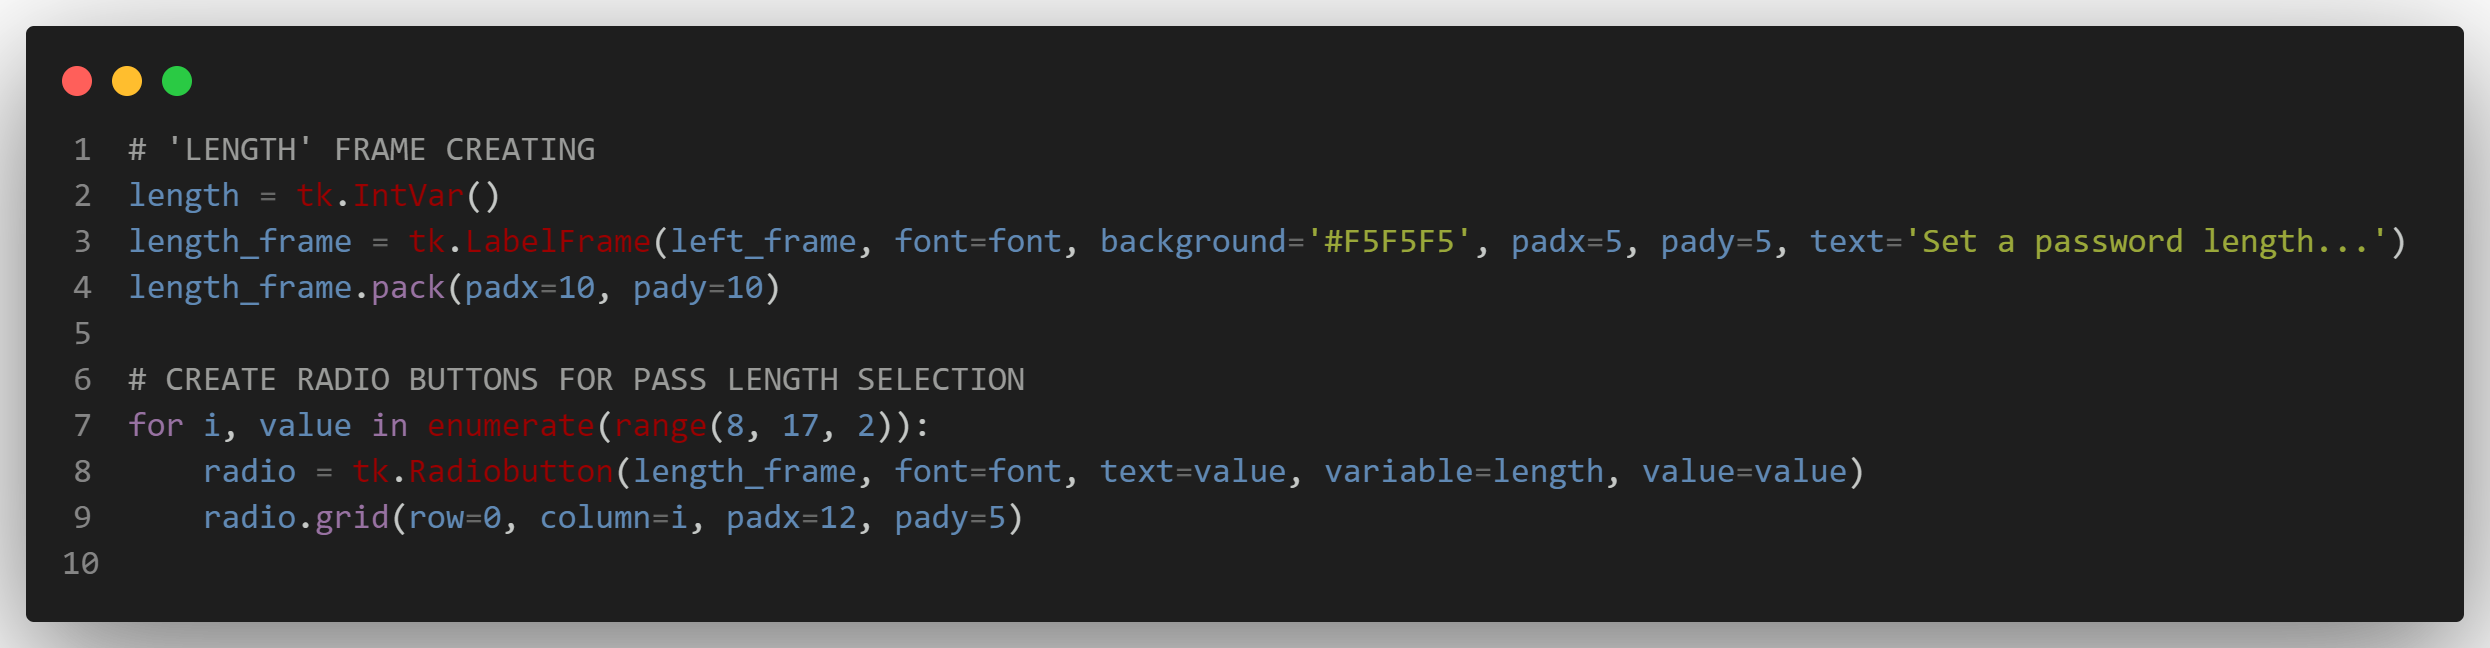 1 # 'LENGTH' FRAME CREATING
2 length = tk.IntVar()
3 length_frame = tk.LabelFrame(left_frame, font=font, background='#F5F5F5', padx=5, pady=5, text='Set a password length...')
4 length_frame.pack(padx=10, pady=10)
5
6 # CREATE RADIO BUTTONS FOR PASS LENGTH SELECTION
7 for i, value in enumerate(range(8, 17, 2)):
8     radio = tk.Radiobutton(length_frame, font=font, text=value, variable=length, value=value)
9     radio.grid(row=0, column=i, padx=12, pady=5)
10